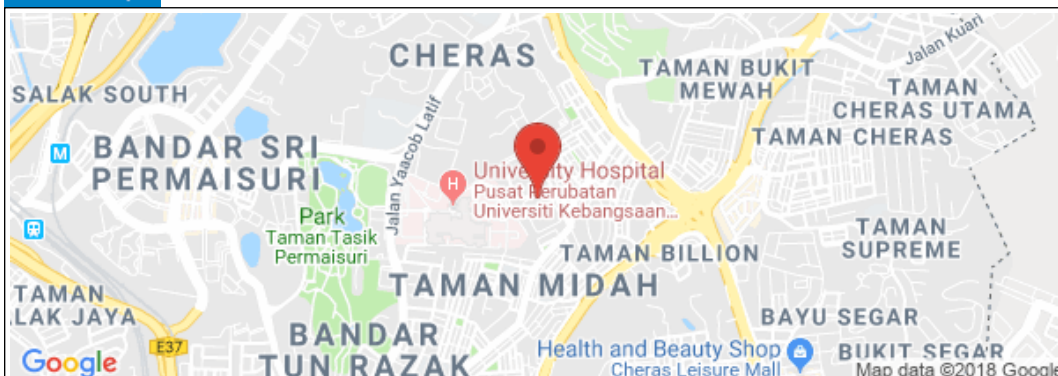 CHERAS
Jalan Kuari
TAMAN BUKIT
MEWAH
TAMAN
CHERAS UTAMA
SALAK SOUTH
TAMAN CHERAS
M
BANDAR SRI
PERMAISURI
Jalan Yaacob Latif
H
University Hospital
Pusat Perubatan
Universiti Kebangsaan...
Park
Taman Tasik
Permaisuri
TAMAN
SUPREME
TAMAN BILLION
TAMAN MIDAH
TAMAN
LAK JAYA
BAYU SEGAR
E37
BANDAR
TUN RAZAK
Health and Beauty Shop
Cheras Leisure Mall
BUKIT SEGAR
Google
Map data ©2018 Google